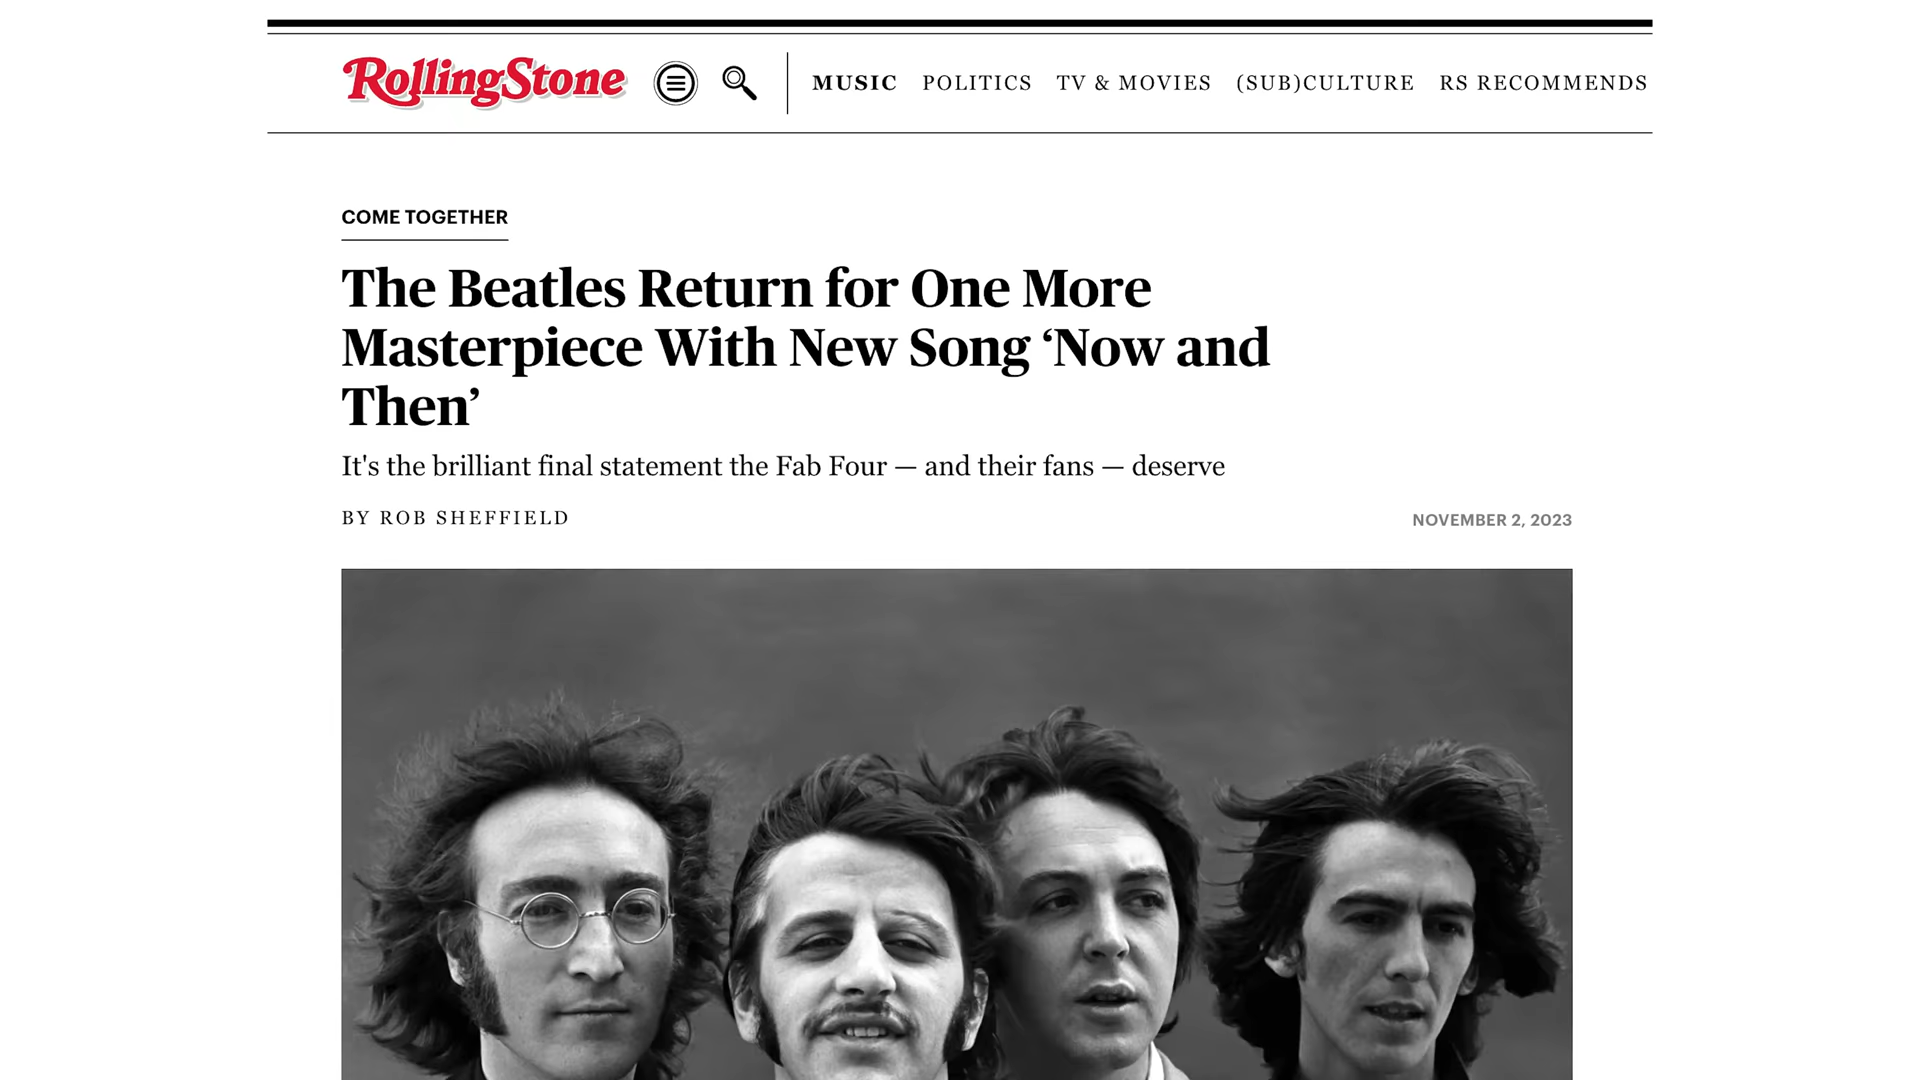 RollingStone
MUSIC POLITICS TV & MOVIES (SUB)CULTURE RS RECOMMENDS
COME TOGETHER
The Beatles Return for One More
Masterpiece With New Song ‘Now and
Then’
It's the brilliant final statement the Fab Four — and their fans — deserve
BY ROB SHEFFIELD
NOVEMBER 2, 2023